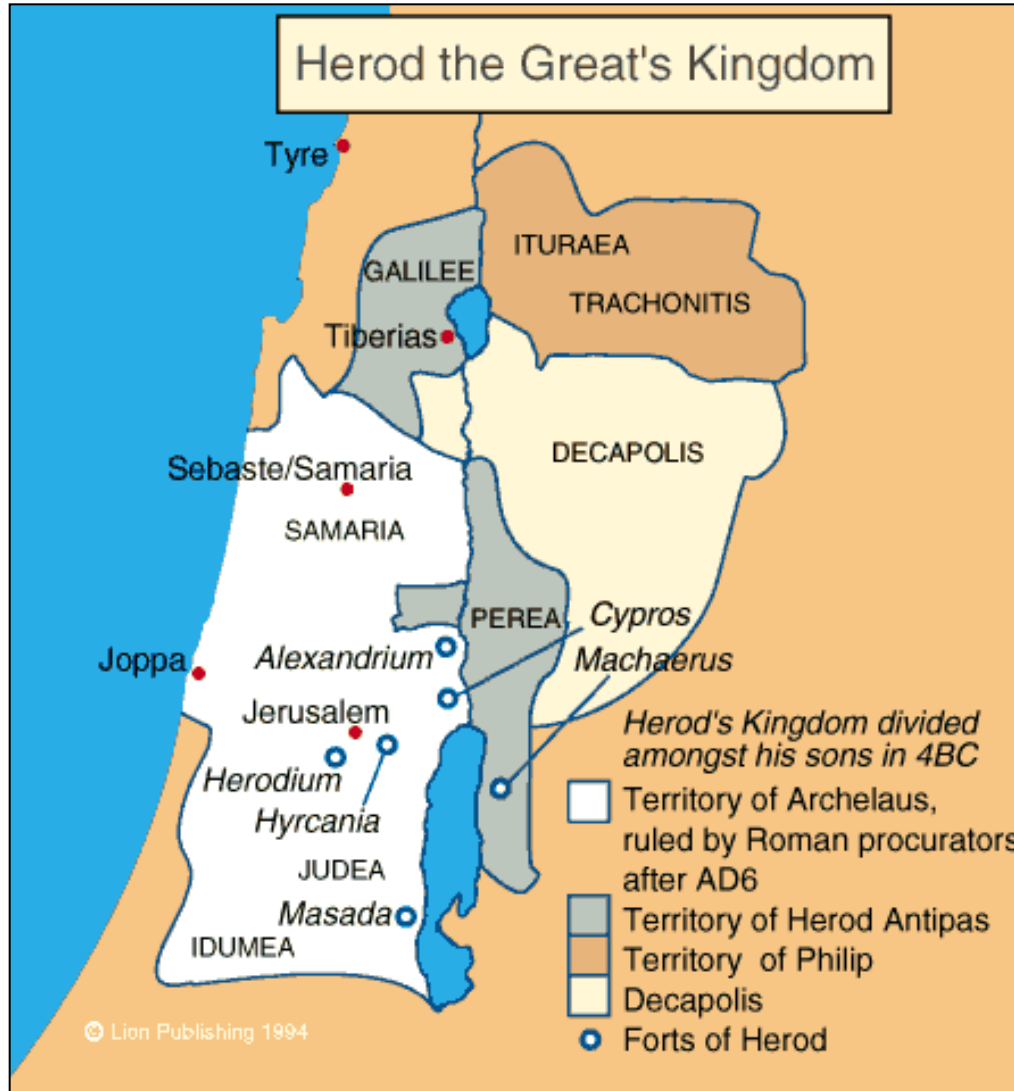 Herod the Great's Kingdom
Tyre
ITURAEA
GALILEE
TRACHONITIS
Tiberias
DECAPOLIS
Sebaste/Samaria
SAMARIA
PEREA
Cypros
Alexandrium
Machaerus
Joppa
Jerusalem
Herodium
Hyrcania
JUDEA
Masada
IDUMEA
Herod's Kingdom divided
amongst his sons in 4BC
Territory of Archelaus,
ruled by Roman procurators
after AD6
Territory of Herod Antipas
Territory of Philip
Decapolis
Forts of Herod
© Lion Publishing 1994